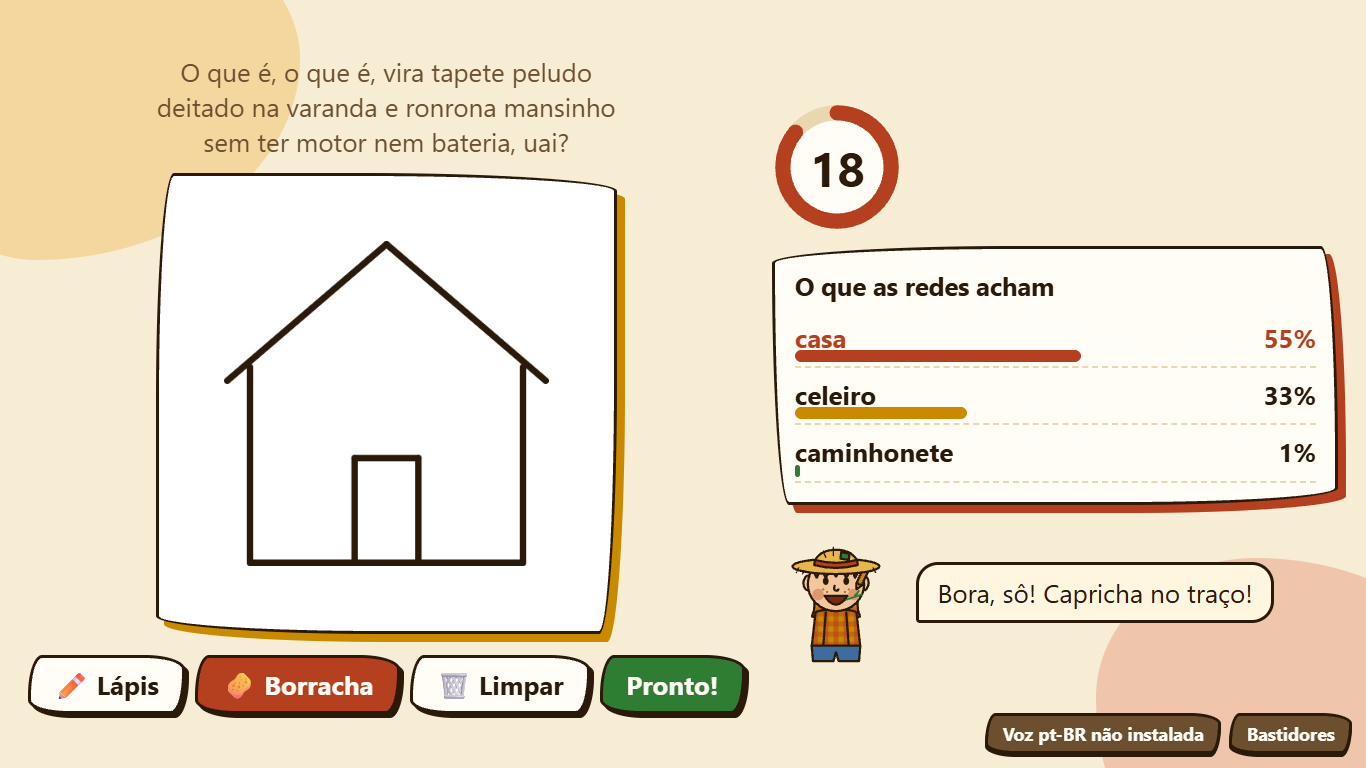 O que é, o que é, vira tapete peludo
deitado na varanda e ronrona mansinho
sem ter motor nem bateria, uai?
18
O que as redes acham
casa 55%
celeiro 33%
caminhonete 1%
Bora, sô! Capricha no traço!
Lápis
Borracha
Limpar
Pronto!
Voz pt-BR não instalada
Bastidores